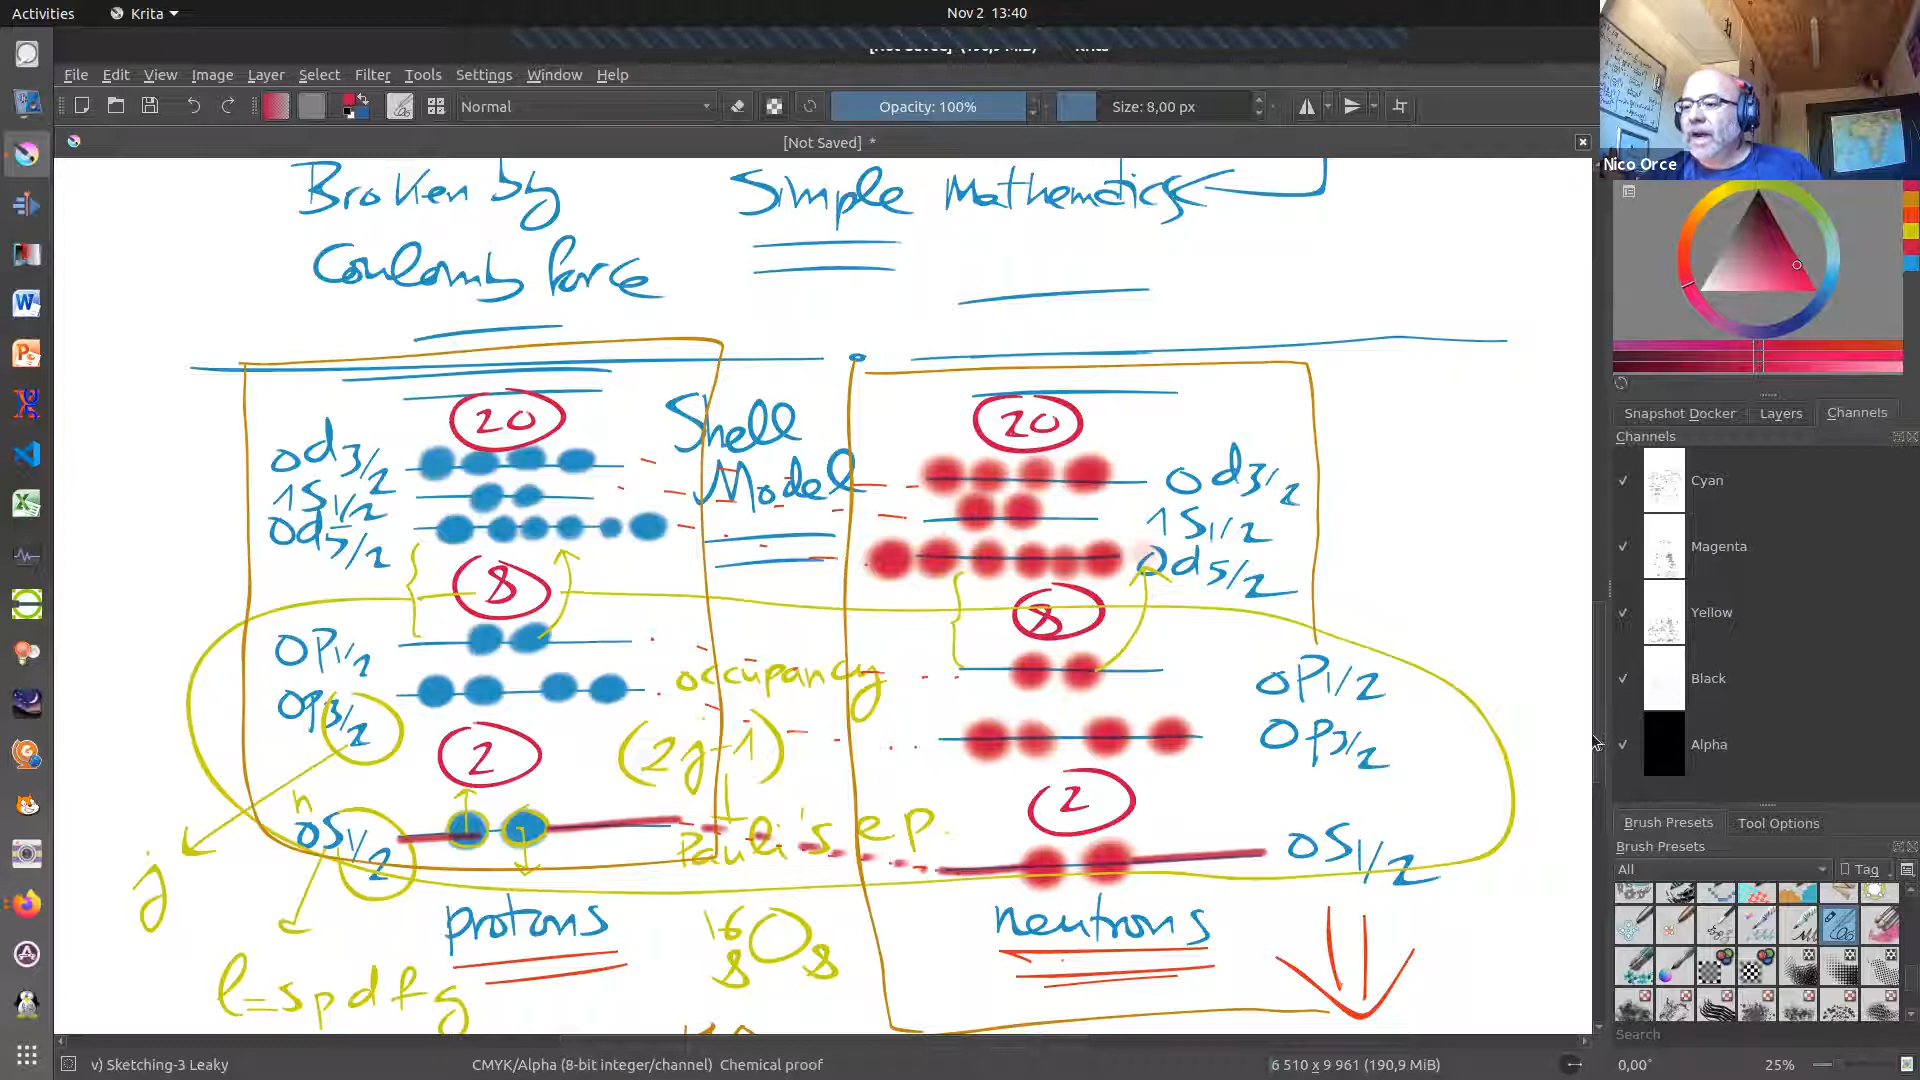 Activities Krita Nov 2 13:40
File Edit View Image Layer Select Filter Tools Settings Window Help
Normal Opacity: 100% Size: 8,00 px
[Not Saved] *
Nico Orce
Broken by Simple Mathematics
Coulomb force
20 20
Shell
Model
0d3/2 0d3/2
1S1/2 1S1/2
0d5/2 0d5/2
8 8
0P1/2 occupancy 0P1/2
0P3/2 0P3/2
2 (2j+1) 2
n
0S1/2 Pauli's e.p. 0S1/2
j
protons 16 8 O 8 neutrons
l=spdfg
Snapshot Docker Layers Channels
Channels
Cyan
Magenta
Yellow
Black
Alpha
Brush Presets Tool Options
Brush Presets
All Tag
Search
v) Sketching-3 Leaky CMYK/Alpha (8-bit integer/channel) Chemical proof 6 510 x 9 961 (190,9 MiB) 0,00° 25%